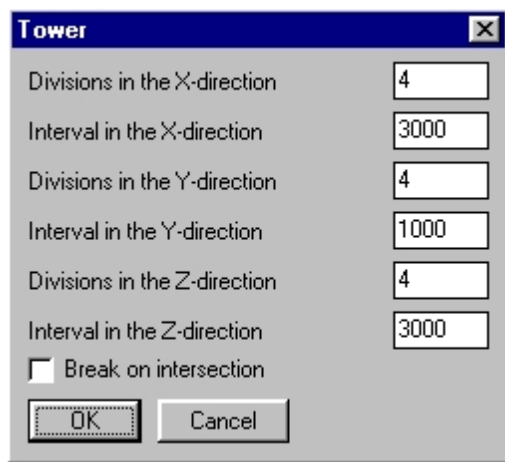 Tower
Divisions in the X-direction 4
Interval in the X-direction 3000
Divisions in the Y-direction 4
Interval in the Y-direction 1000
Divisions in the Z-direction 4
Interval in the Z-direction 3000
Break on intersection
OK Cancel